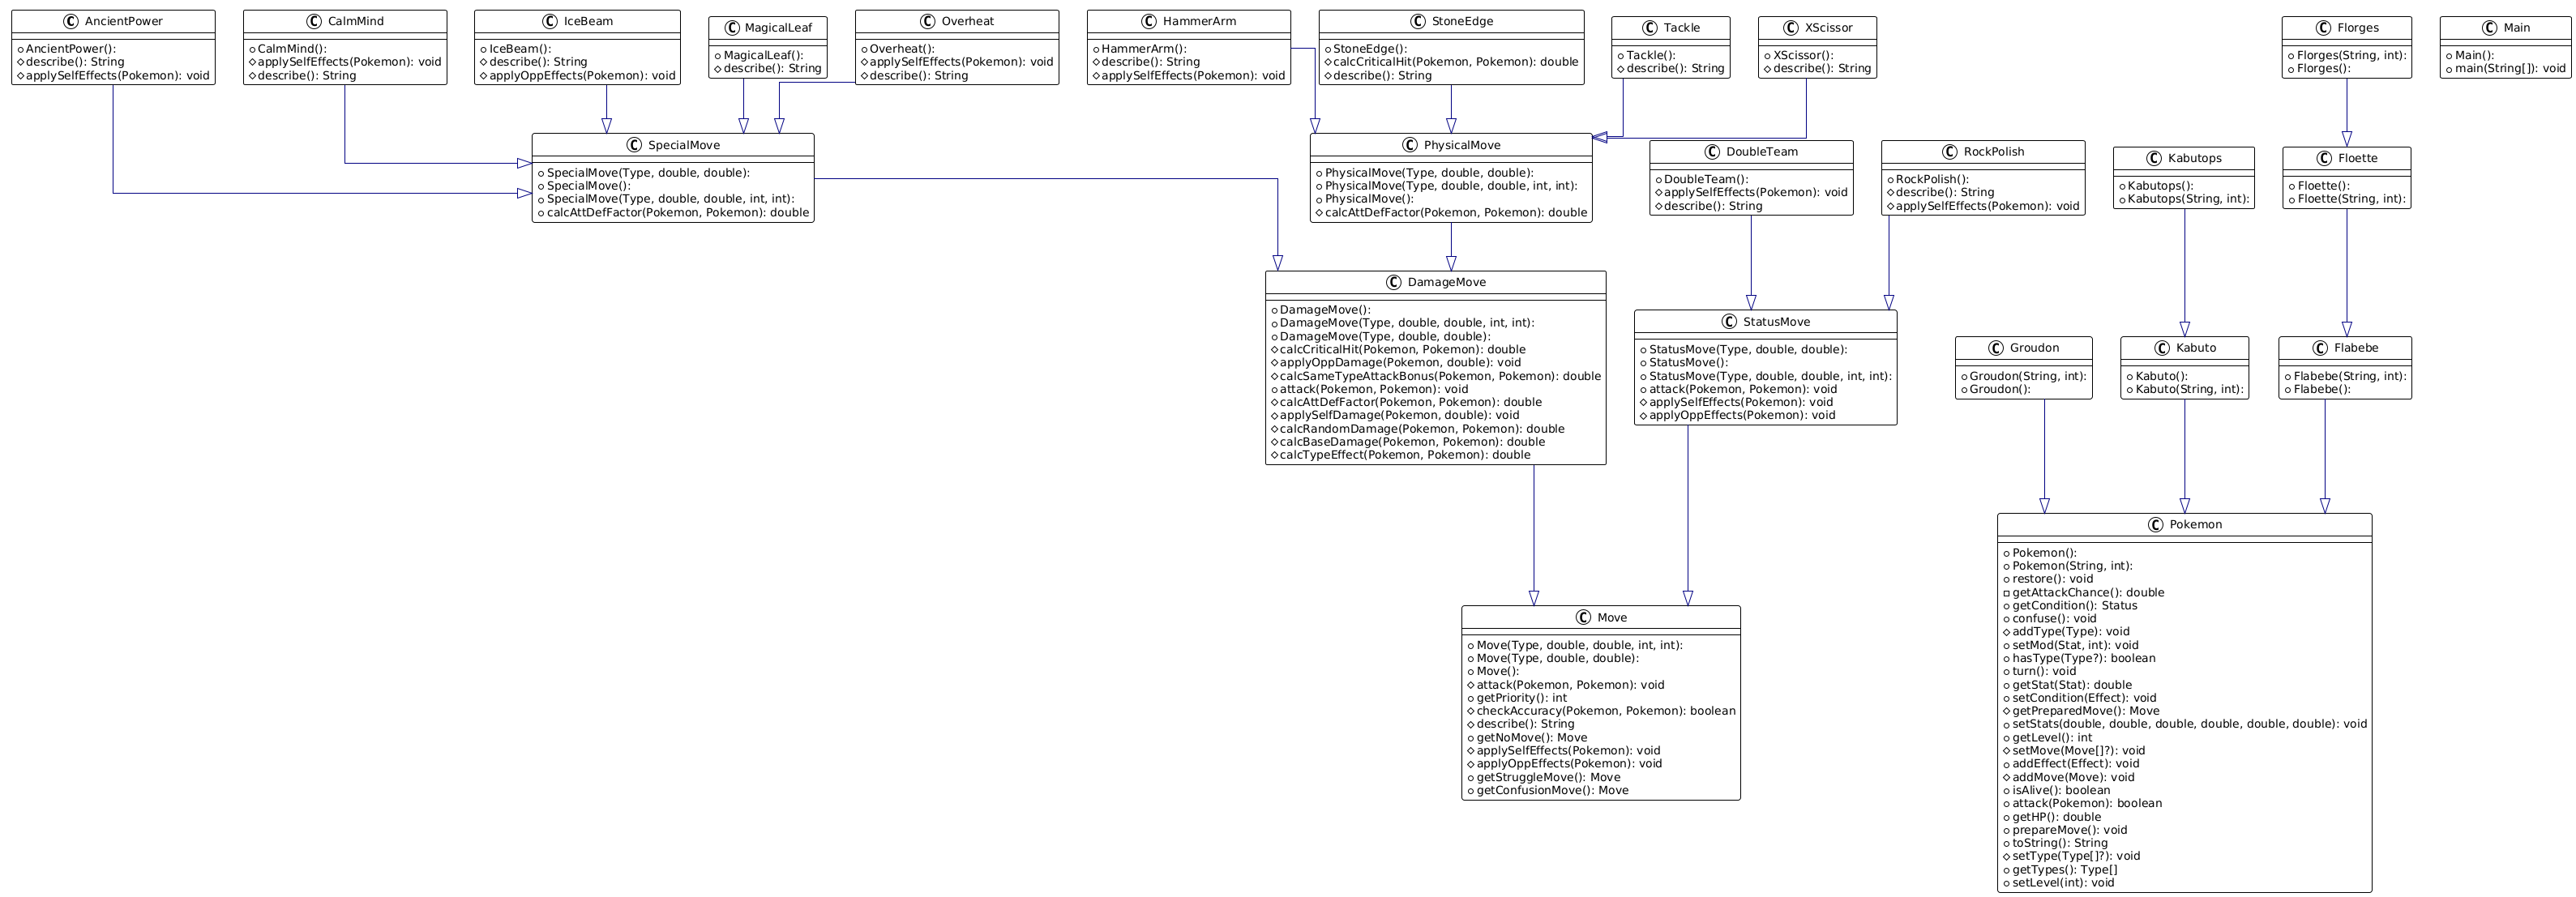 C AncientPower
AncientPower():
describe(): String
applySelfEffects(Pokemon): void
C CalmMind
CalmMind():
applySelfEffects(Pokemon): void
describe(): String
C IceBeam
IceBeam():
describe(): String
applyOppEffects(Pokemon): void
C MagicalLeaf
MagicalLeaf():
describe(): String
C Overheat
Overheat():
applySelfEffects(Pokemon): void
describe(): String
C HammerArm
HammerArm():
describe(): String
applySelfEffects(Pokemon): void
C StoneEdge
StoneEdge():
calcCriticalHit(Pokemon, Pokemon): double
describe(): String
C Tackle
Tackle():
describe(): String
C XScissor
XScissor():
describe(): String
C Florges
Florges(String, int):
Florges():
C Main
Main():
main(String[]): void
C SpecialMove
SpecialMove(Type, double, double):
SpecialMove():
SpecialMove(Type, double, double, int, int):
calcAttDefFactor(Pokemon, Pokemon): double
C PhysicalMove
PhysicalMove(Type, double, double):
PhysicalMove(Type, double, double, int, int):
PhysicalMove():
calcAttDefFactor(Pokemon, Pokemon): double
C DoubleTeam
DoubleTeam():
applySelfEffects(Pokemon): void
describe(): String
C RockPolish
RockPolish():
describe(): String
applySelfEffects(Pokemon): void
C Kabutops
Kabutops():
Kabutops(String, int):
C Floette
Floette():
Floette(String, int):
C DamageMove
DamageMove():
DamageMove(Type, double, double, int, int):
DamageMove(Type, double, double):
calcCriticalHit(Pokemon, Pokemon): double
applyOppDamage(Pokemon, double): void
calcSameTypeAttackBonus(Pokemon, Pokemon): double
attack(Pokemon, Pokemon): void
calcAttDefFactor(Pokemon, Pokemon): double
applySelfDamage(Pokemon, double): void
calcRandomDamage(Pokemon, Pokemon): double
calcBaseDamage(Pokemon, Pokemon): double
calcTypeEffect(Pokemon, Pokemon): double
C StatusMove
StatusMove(Type, double, double):
StatusMove():
StatusMove(Type, double, double, int, int):
attack(Pokemon, Pokemon): void
applySelfEffects(Pokemon): void
applyOppEffects(Pokemon): void
C Groudon
Groudon(String, int):
Groudon():
C Kabuto
Kabuto():
Kabuto(String, int):
C Flabebe
Flabebe(String, int):
Flabebe():
C Move
Move(Type, double, double, int, int):
Move(Type, double, double):
Move():
attack(Pokemon, Pokemon): void
getPriority(): int
checkAccuracy(Pokemon, Pokemon): boolean
describe(): String
getNoMove(): Move
applySelfEffects(Pokemon): void
applyOppEffects(Pokemon): void
getStruggleMove(): Move
getConfusionMove(): Move
C Pokemon
Pokemon():
Pokemon(String, int):
restore(): void
getAttackChance(): double
getCondition(): Status
confuse(): void
addType(Type): void
setMod(Stat, int): void
hasType(Type?): boolean
turn(): void
getStat(Stat): double
setCondition(Effect): void
getPreparedMove(): Move
setStats(double, double, double, double, double, double): void
getLevel(): int
setMove(Move[]?): void
addEffect(Effect): void
addMove(Move): void
isAlive(): boolean
attack(Pokemon): boolean
getHP(): double
prepareMove(): void
toString(): String
setType(Type[]?): void
getTypes(): Type[]
setLevel(int): void